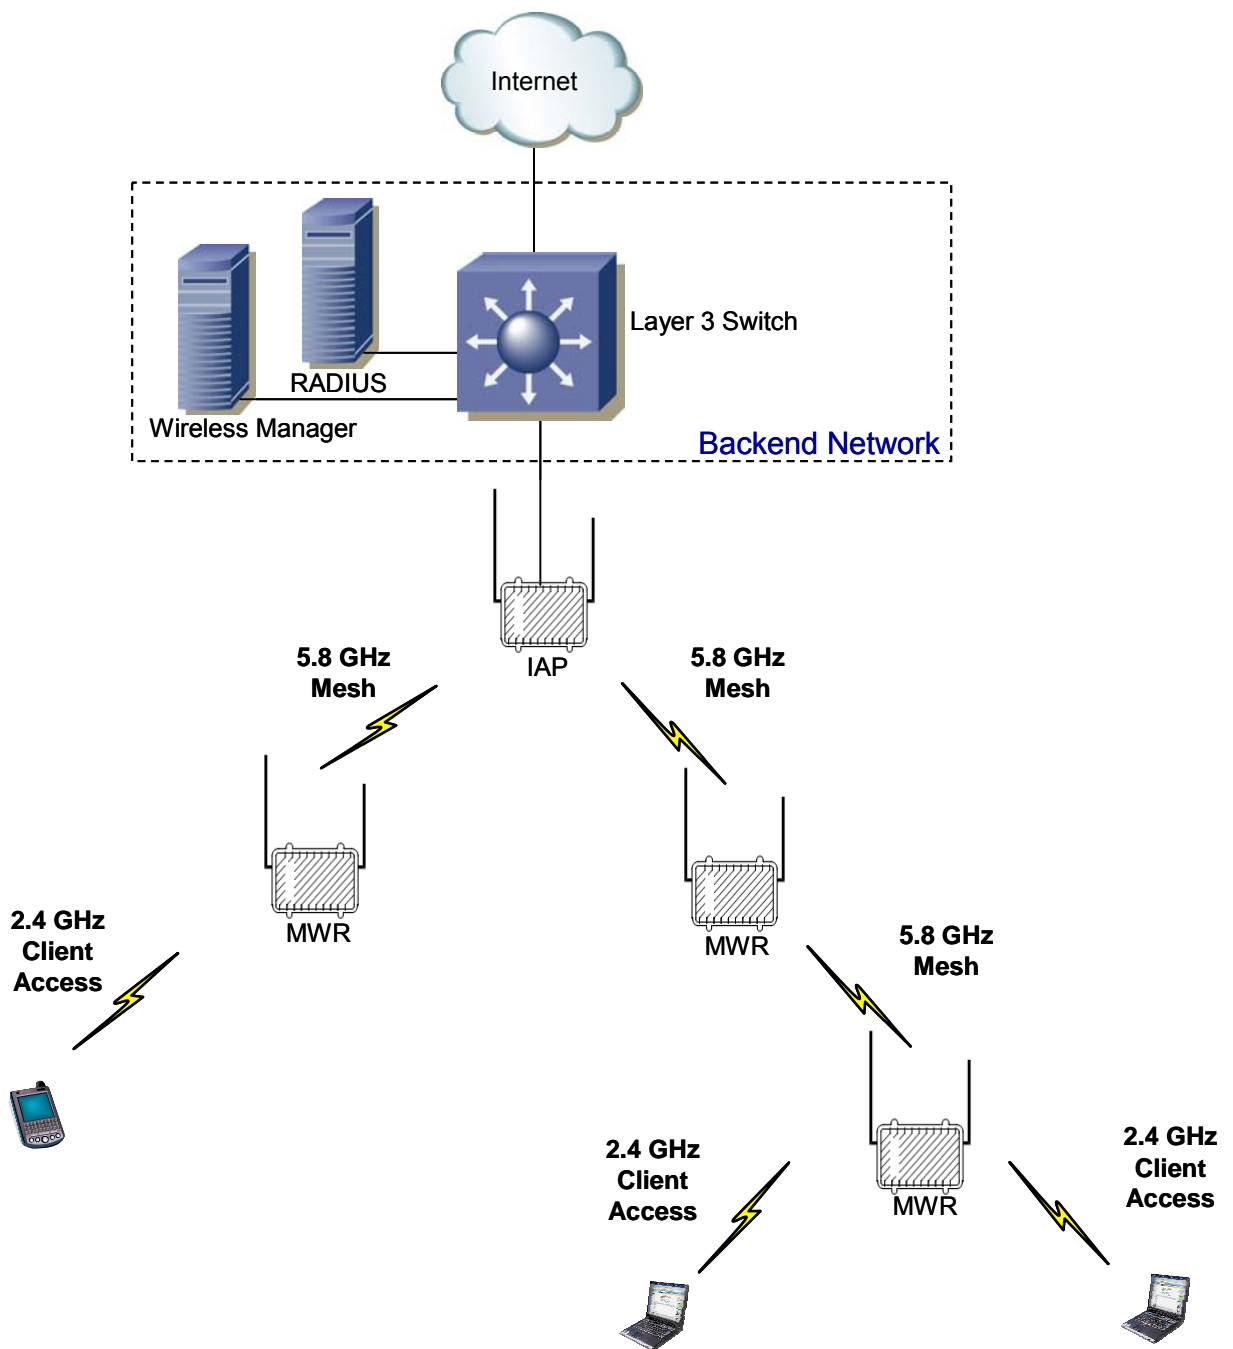 Internet
Layer 3 Switch
RADIUS
Wireless Manager
Backend Network
IAP
5.8 GHz
Mesh
5.8 GHz
Mesh
MWR
MWR
2.4 GHz
Client
Access
5.8 GHz
Mesh
MWR
2.4 GHz
Client
Access
2.4 GHz
Client
Access